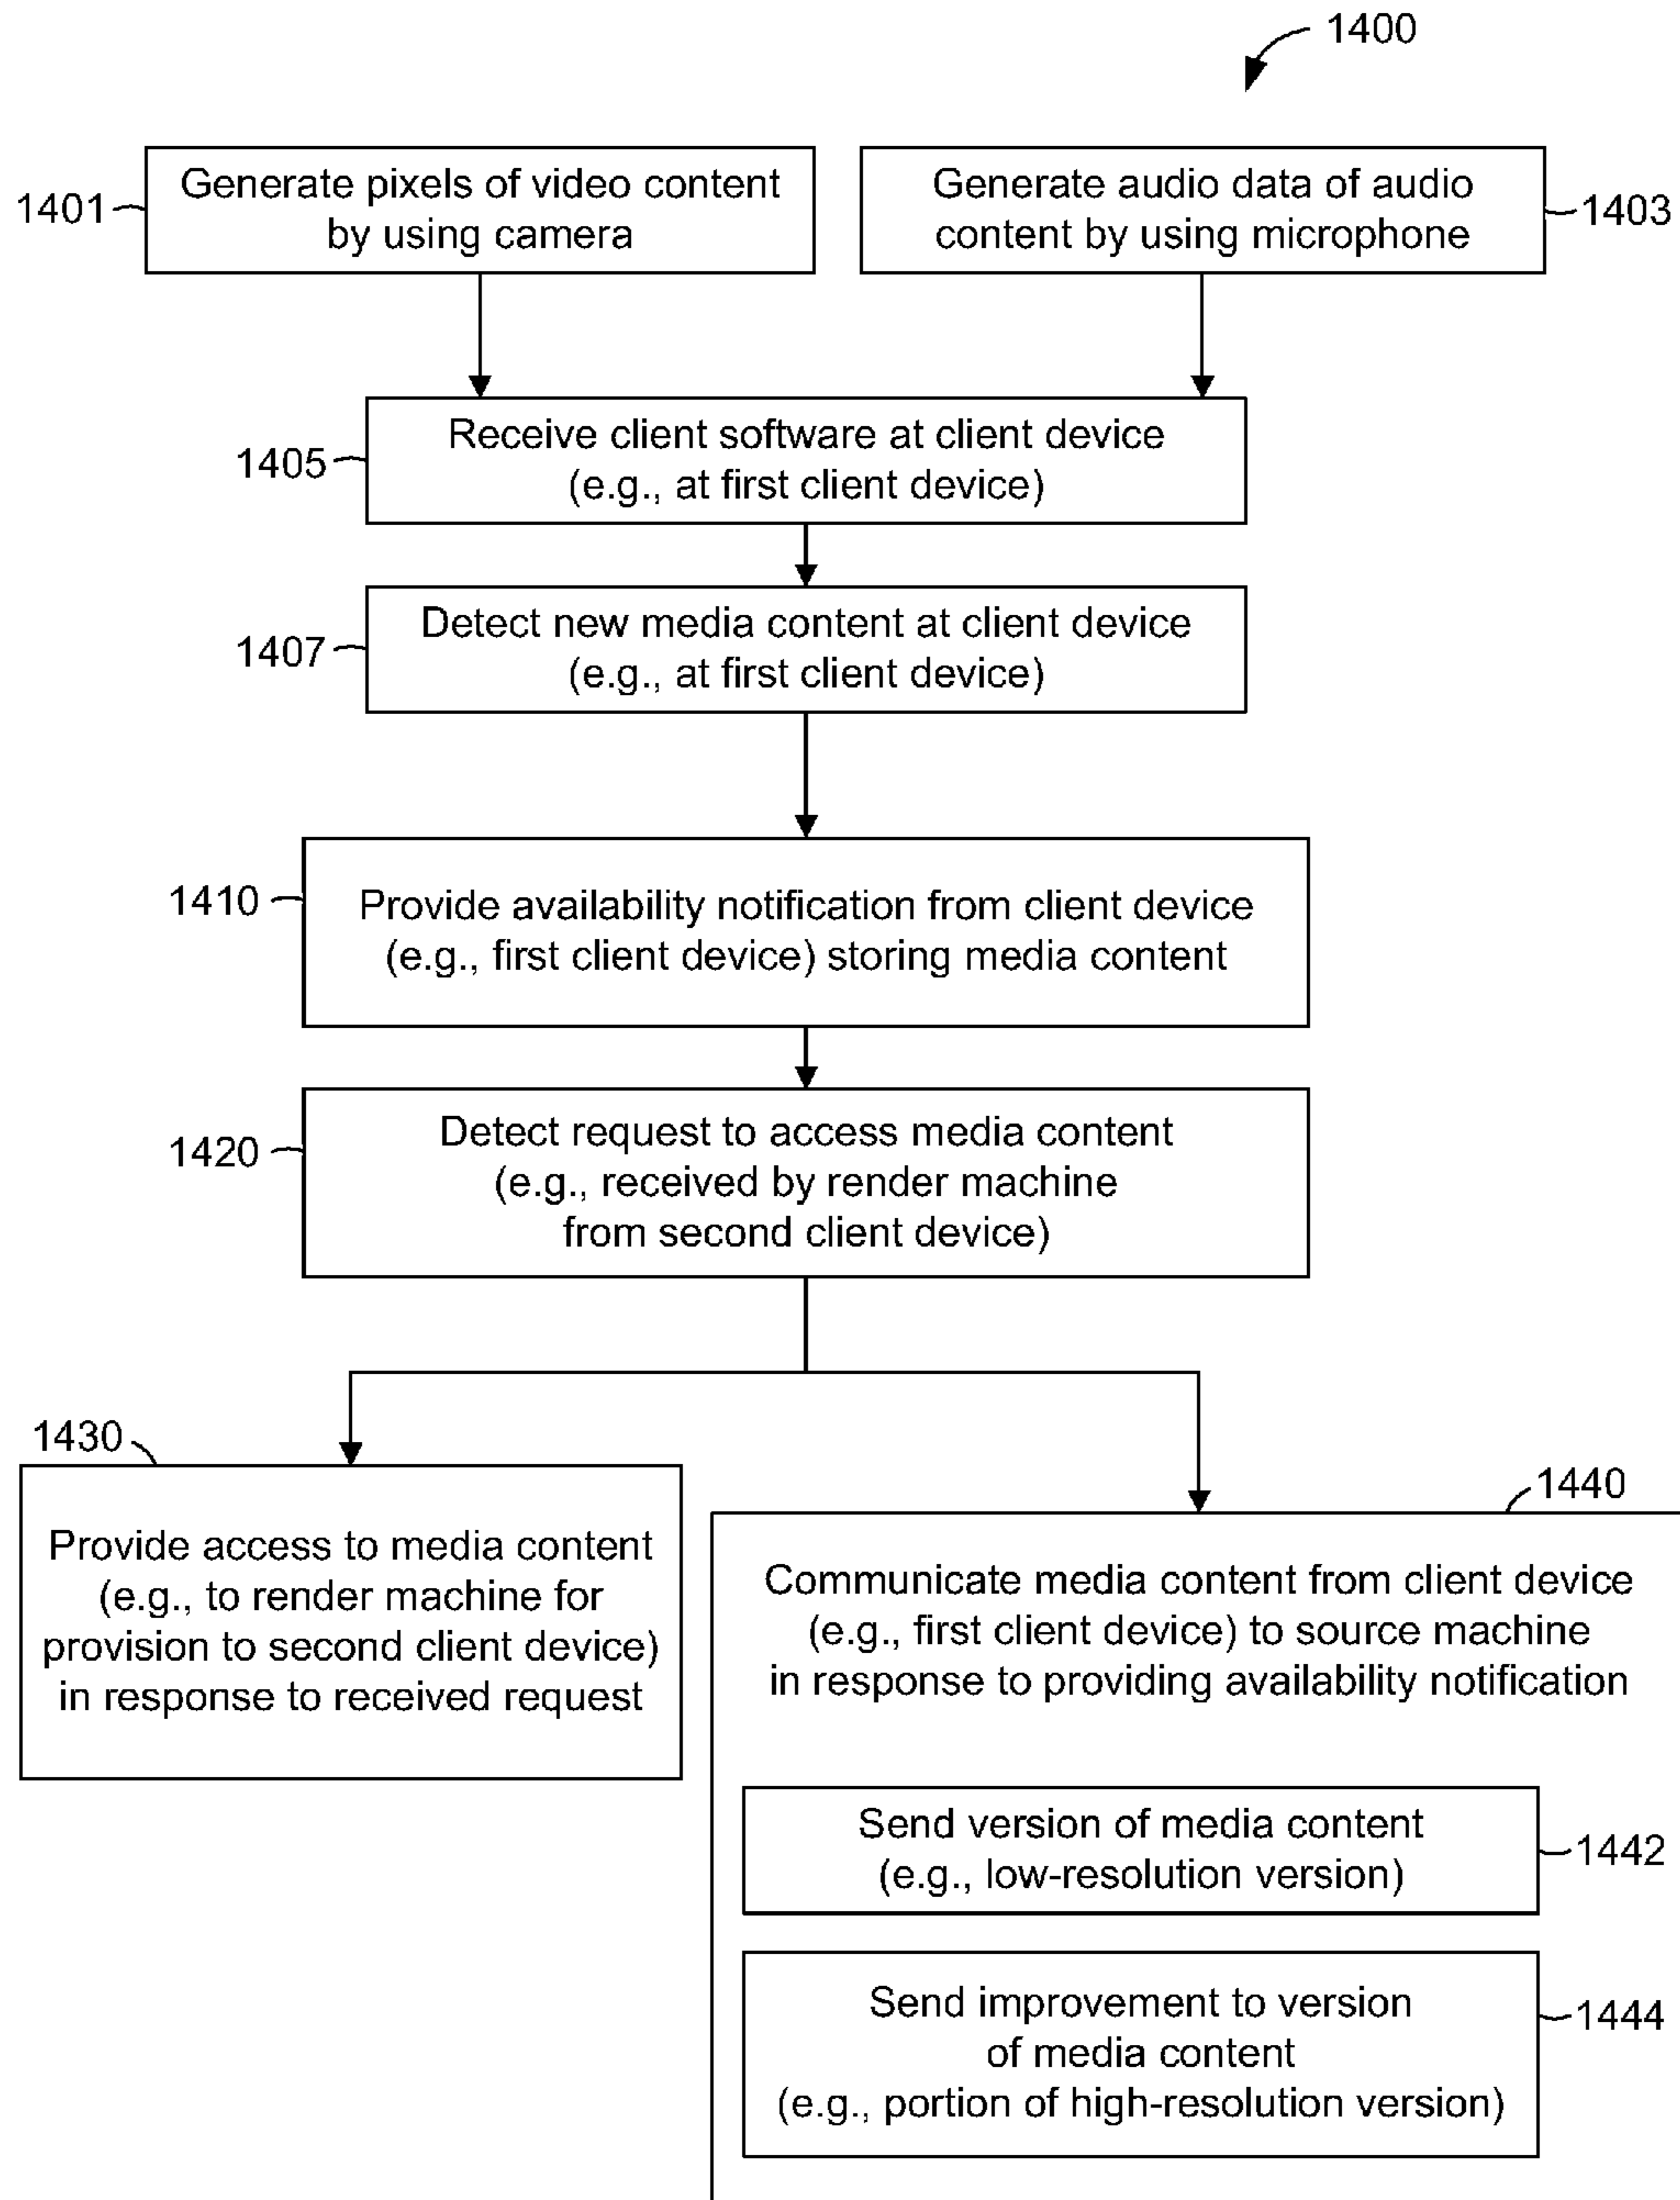 1400
1401
Generate pixels of video content
by using camera
Generate audio data of audio
content by using microphone
1403
1405
Receive client software at client device
(e.g., at first client device)
1407
Detect new media content at client device
(e.g., at first client device)
1410
Provide availability notification from client device
(e.g., first client device) storing media content
1420
Detect request to access media content
(e.g., received by render machine
from second client device)
1430
Provide access to media content
(e.g., to render machine for
provision to second client device)
in response to received request
1440
Communicate media content from client device
(e.g., first client device) to source machine
in response to providing availability notification
Send version of media content
(e.g., low-resolution version)
1442
Send improvement to version
of media content
(e.g., portion of high-resolution version)
1444